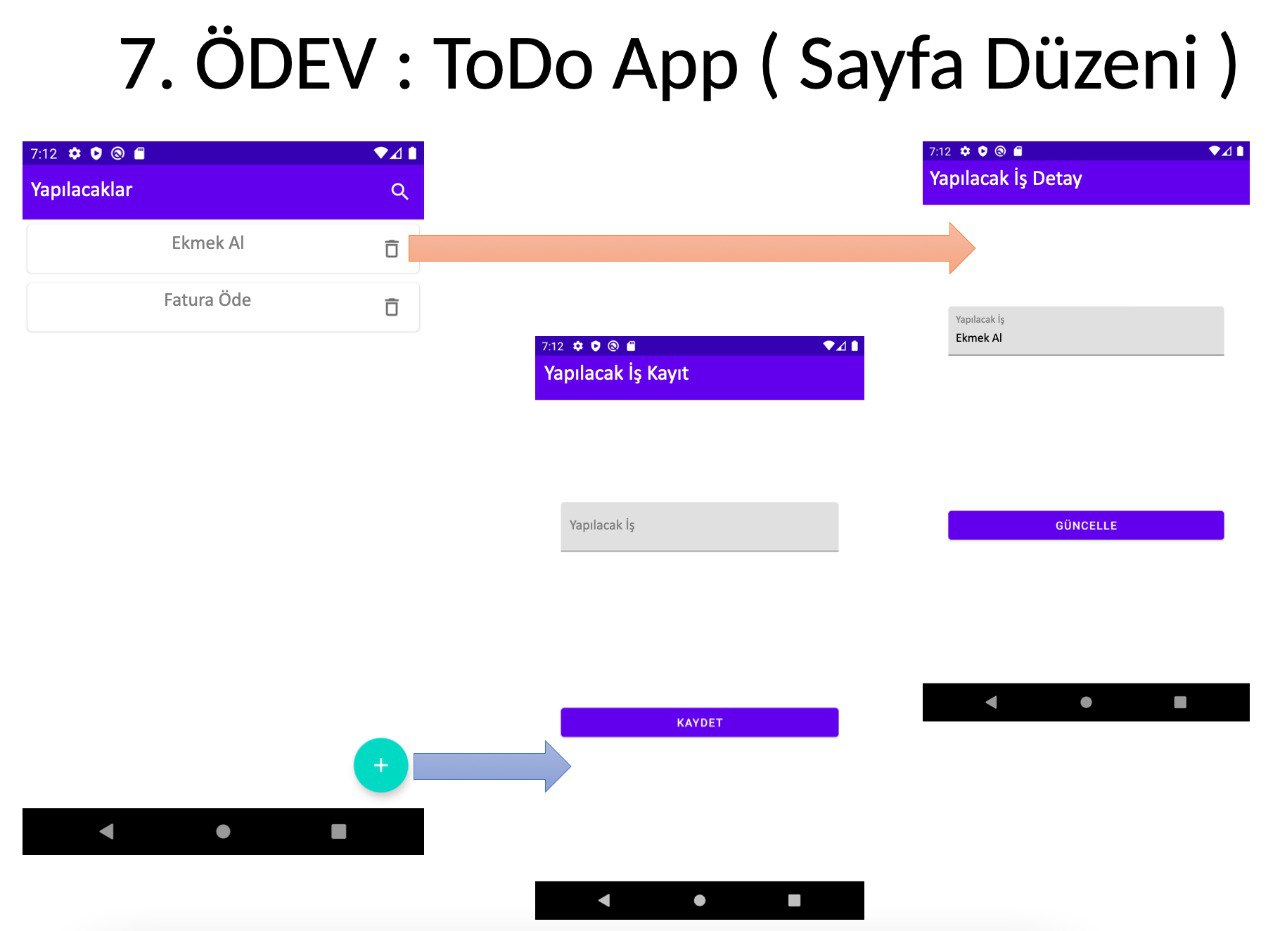 7. ÖDEV : ToDo App ( Sayfa Düzeni )
7:12
Yapılacaklar
Ekmek Al
Fatura Öde
7:12
Yapılacak İş Kayıt
Yapılacak İş
KAYDET
7:12
Yapılacak İş Detay
Yapılacak İş
Ekmek Al
GÜNCELLE